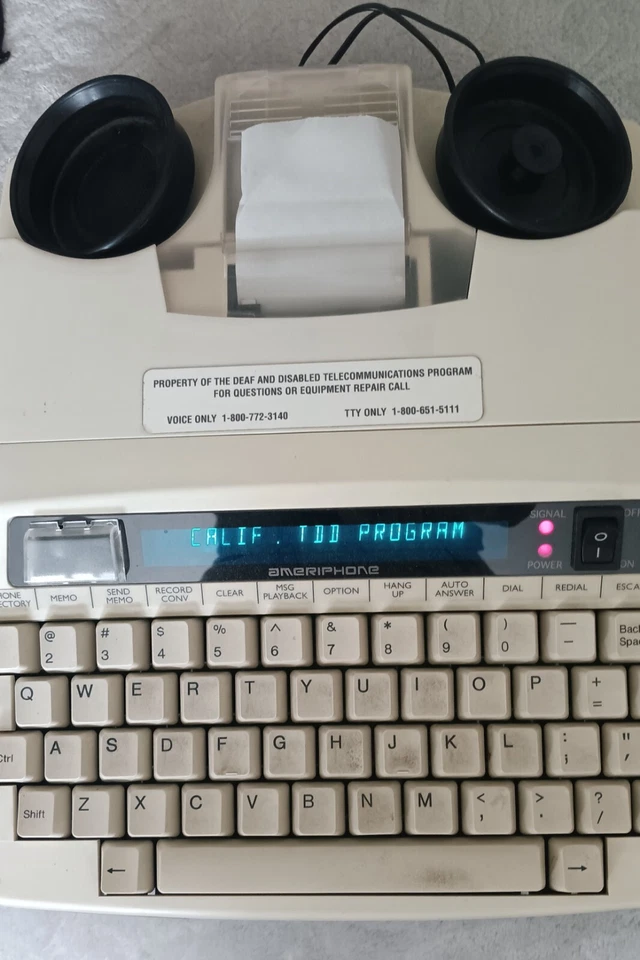 PROPERTY OF THE DEAF AND DISABLED TELECOMMUNICATIONS PROGRAM
FOR QUESTIONS OR EQUIPMENT REPAIR CALL
VOICE ONLY 1-800-772-3140 TTY ONLY 1-800-651-5111
SIGNAL OFF
CALIF. TDD PROGRAM
POWER ON
AMERIPHONE
MEMO SEND MEMO RECORD CONV CLEAR MSG PLAYBACK OPTION HANG UP AUTO ANSWER DIAL REDIAL
@ # $ % ^ & * ( ) —
2 3 4 5 6 7 8 9 0 –
Q W E R T Y U I O P + =
Ctrl A S D F G H J K L : ; "
Shift Z X C V B N M < , > . ? /
← →